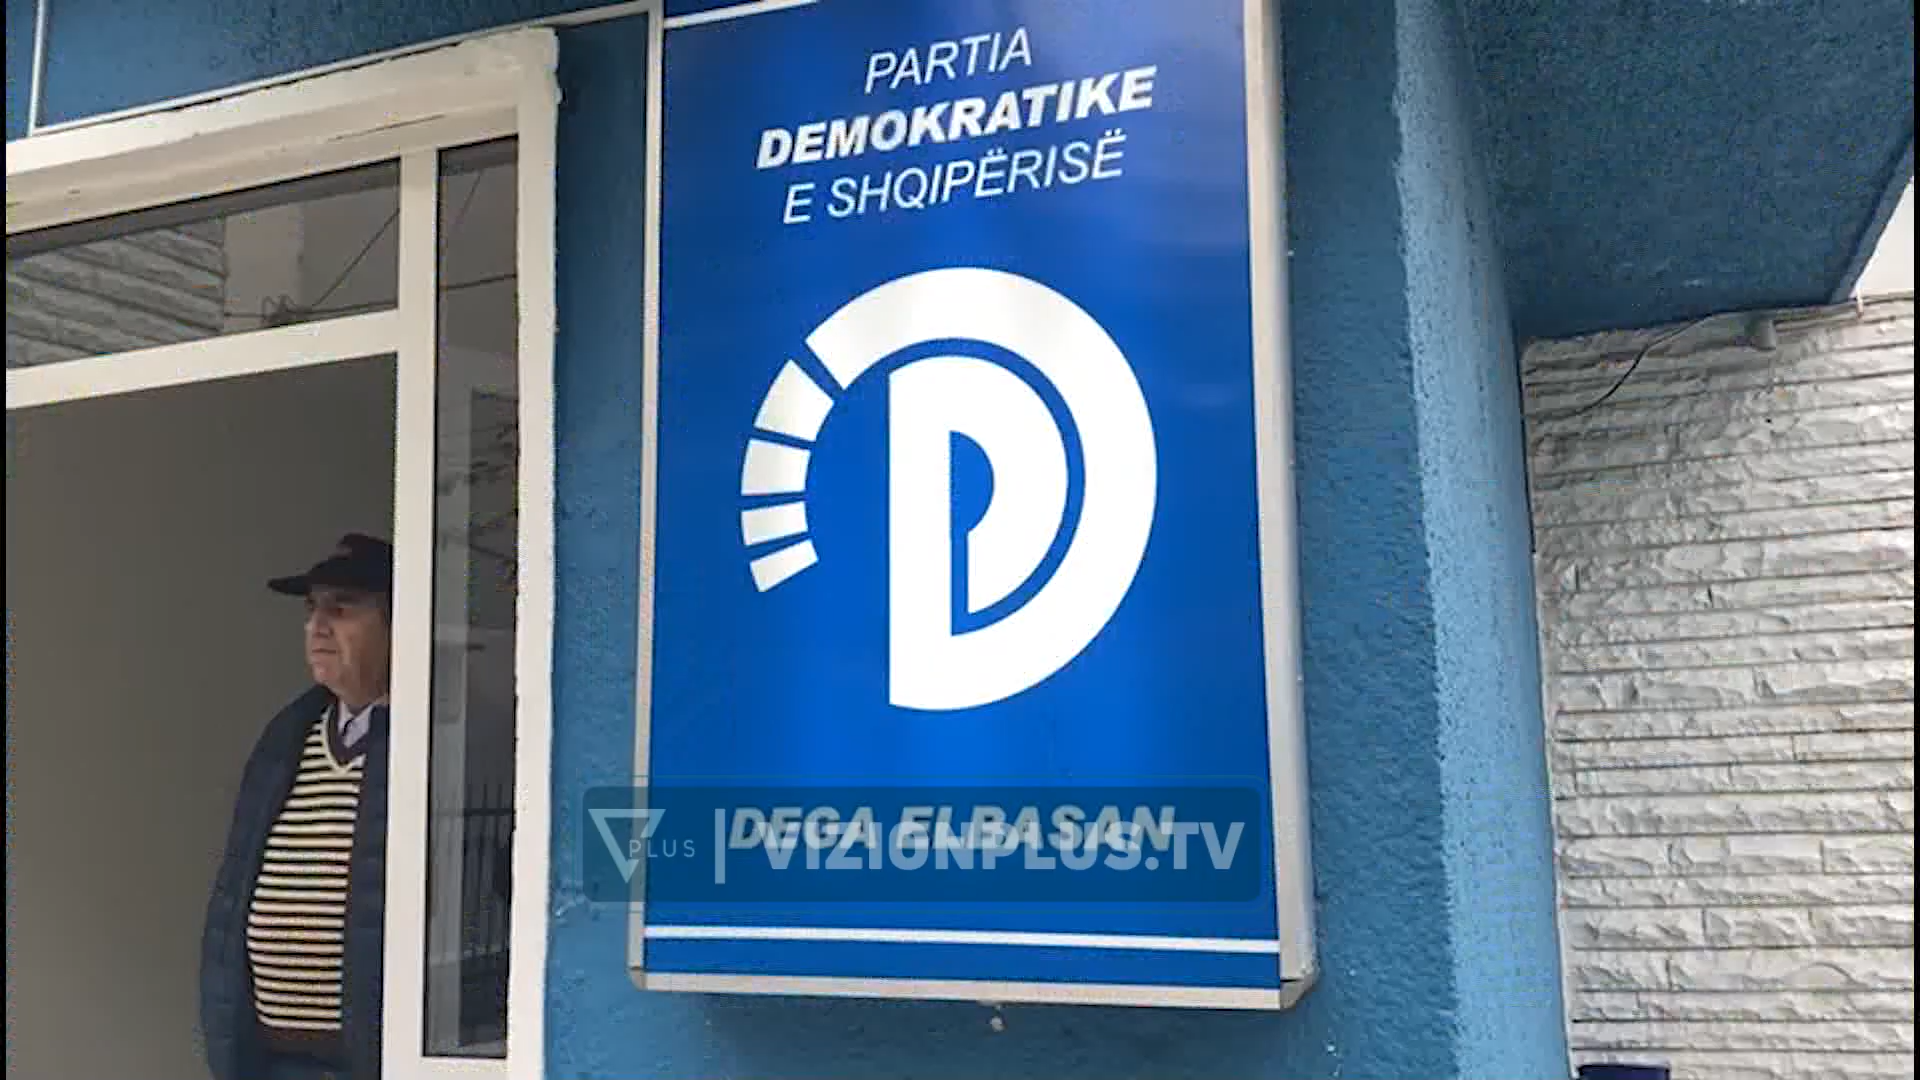 PARTIA
DEMOKRATIKE
E SHQIPËRISË
DEGA ELBASAN
PLUS | VIZIONPLUS.TV